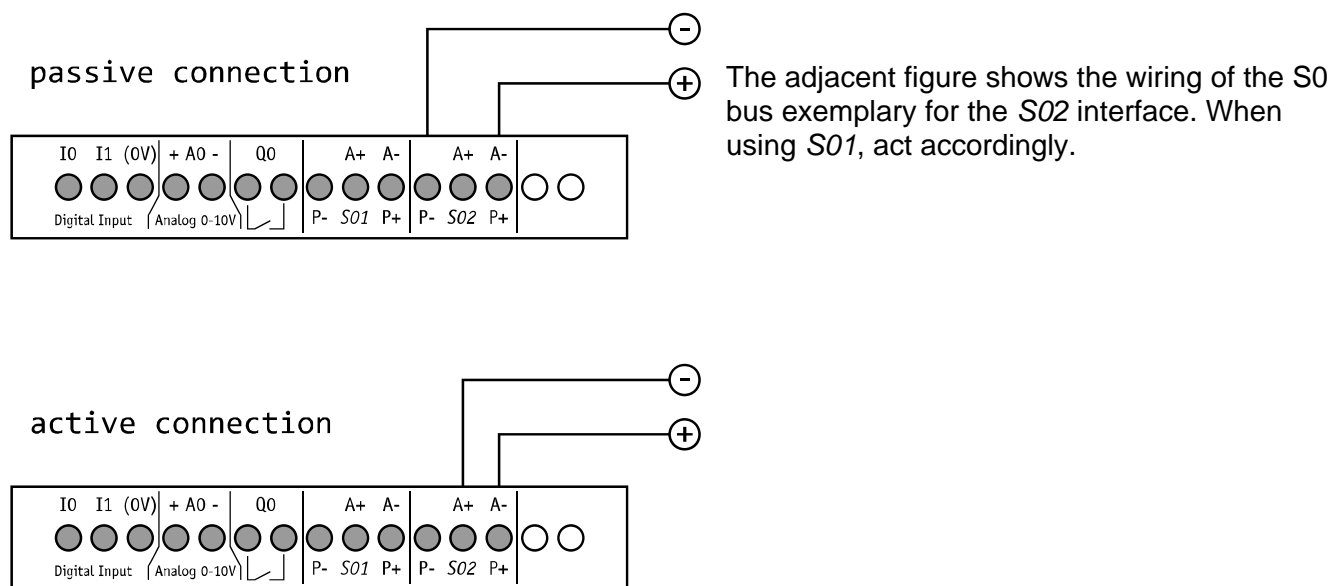 passive connection
The adjacent figure shows the wiring of the S0
bus exemplary for the S02 interface. When
using S01, act accordingly.
-
+
I0 I1 (0V) + A0 - Q0 A+ A- A+ A-
Digital Input Analog 0-10V P- S01 P+ P- S02 P+
active connection
-
+
I0 I1 (0V) + A0 - Q0 A+ A- A+ A-
Digital Input Analog 0-10V P- S01 P+ P- S02 P+